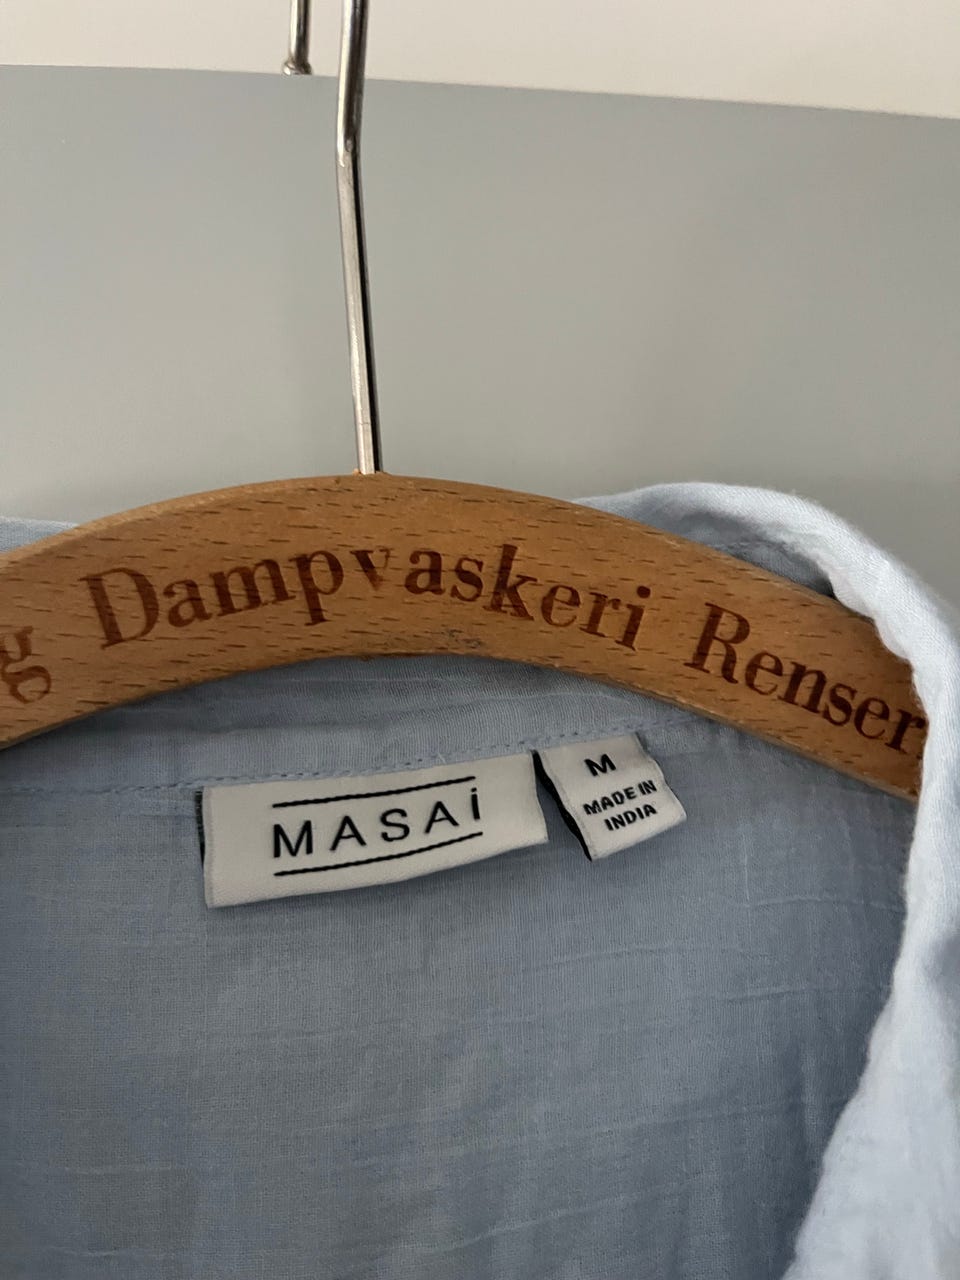 g Dampvaskeri Renser
MASAi
M
MADE IN
INDIA